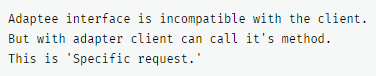 Adaptee interface is incompatible with the client.
But with adapter client can call it's method.
This is 'Specific request.'